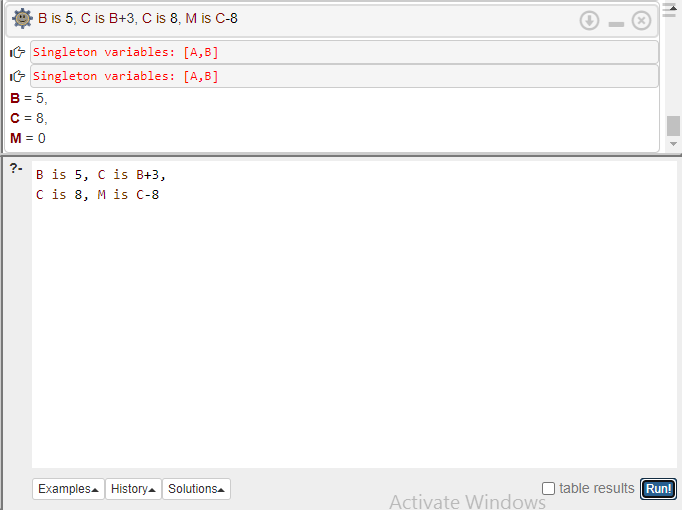 B is 5, C is B+3, C is 8, M is C-8
Singleton variables: [A,B]
Singleton variables: [A,B]
B = 5,
C = 8,
M = 0
?-
B is 5, C is B+3,
C is 8, M is C-8
Examples History Solutions table results Run!
Activate Windows